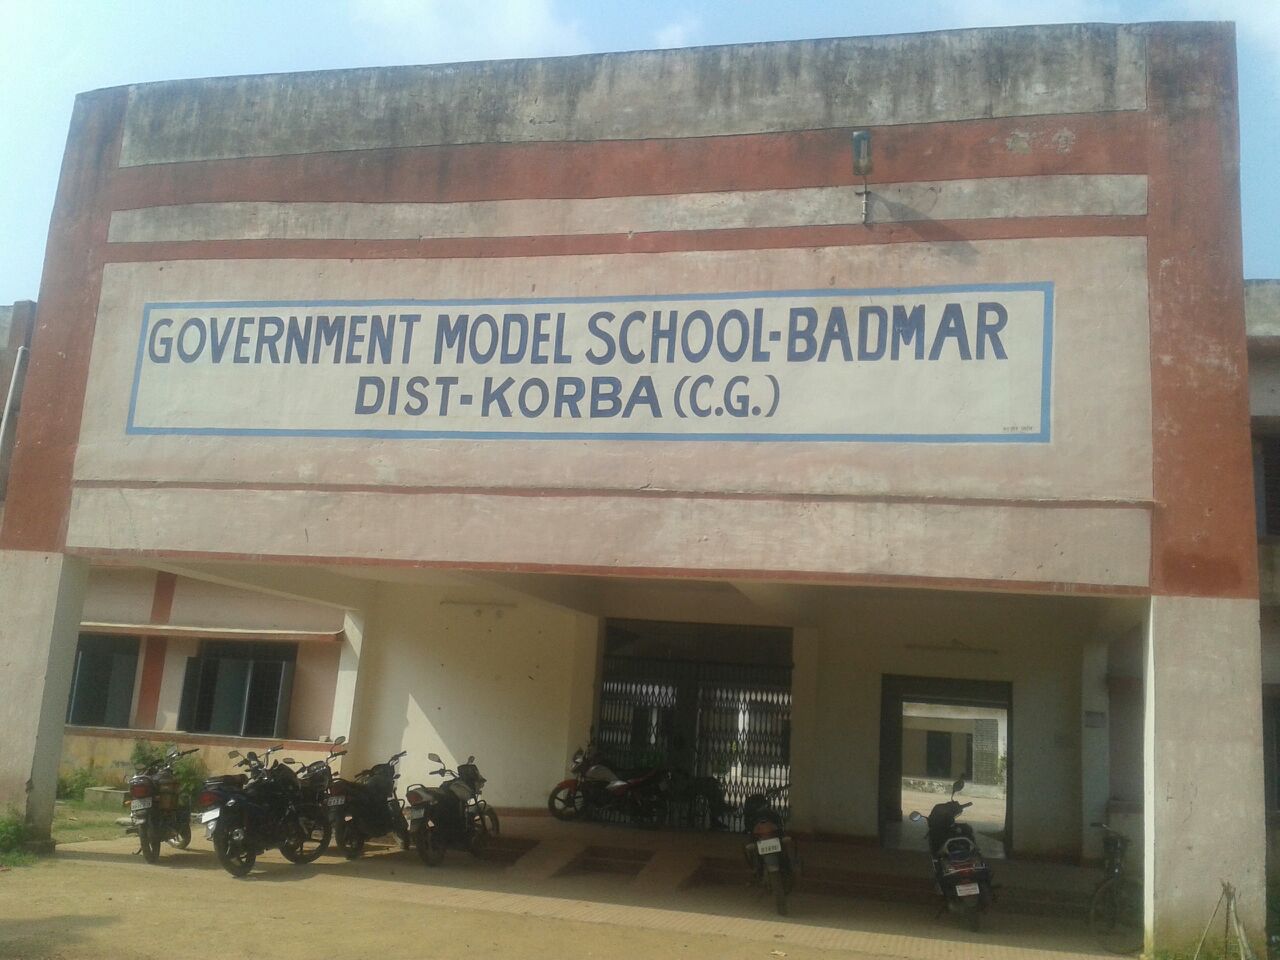 GOVERNMENT MODEL SCHOOL-BADMAR
DIST-KORBA (C.G.)